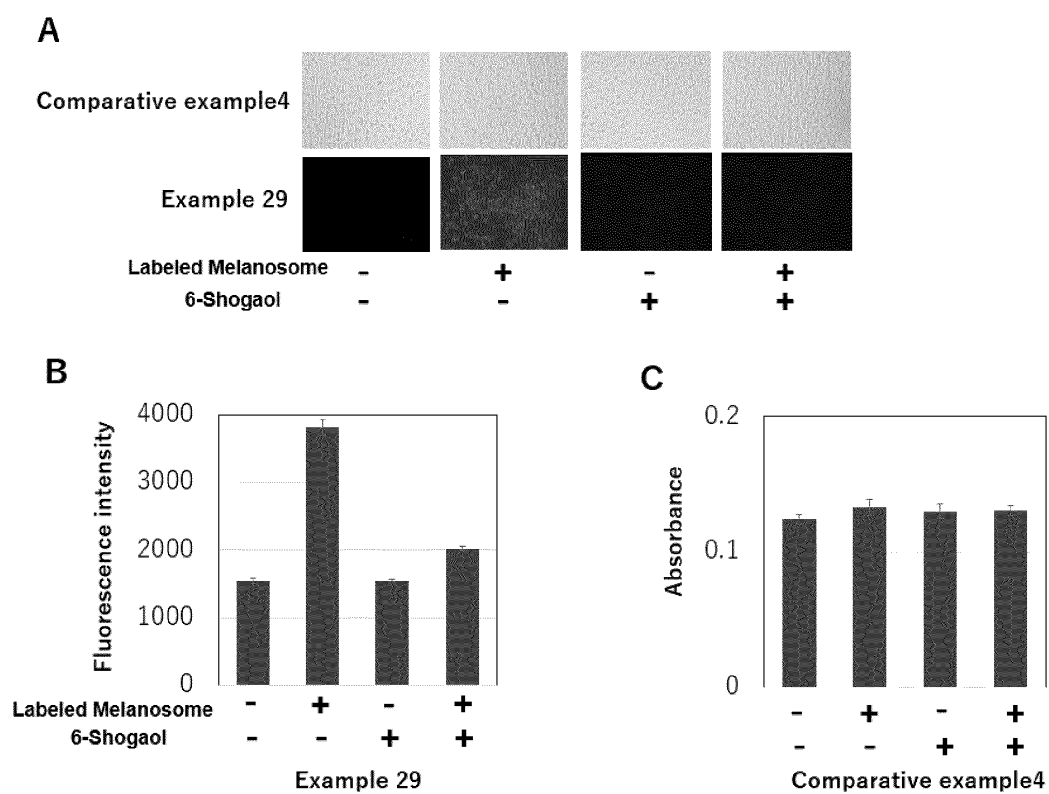 A
Comparative example4
Example 29
Labeled Melanosome - + - +
6-Shogaol - - + +
B
Fluorescence intensity
4000
3000
2000
1000
0
Labeled Melanosome - + - +
6-Shogaol - - + +
Example 29
C
Absorbance
0.2
0.1
0
- + - +
- - + +
Comparative example4